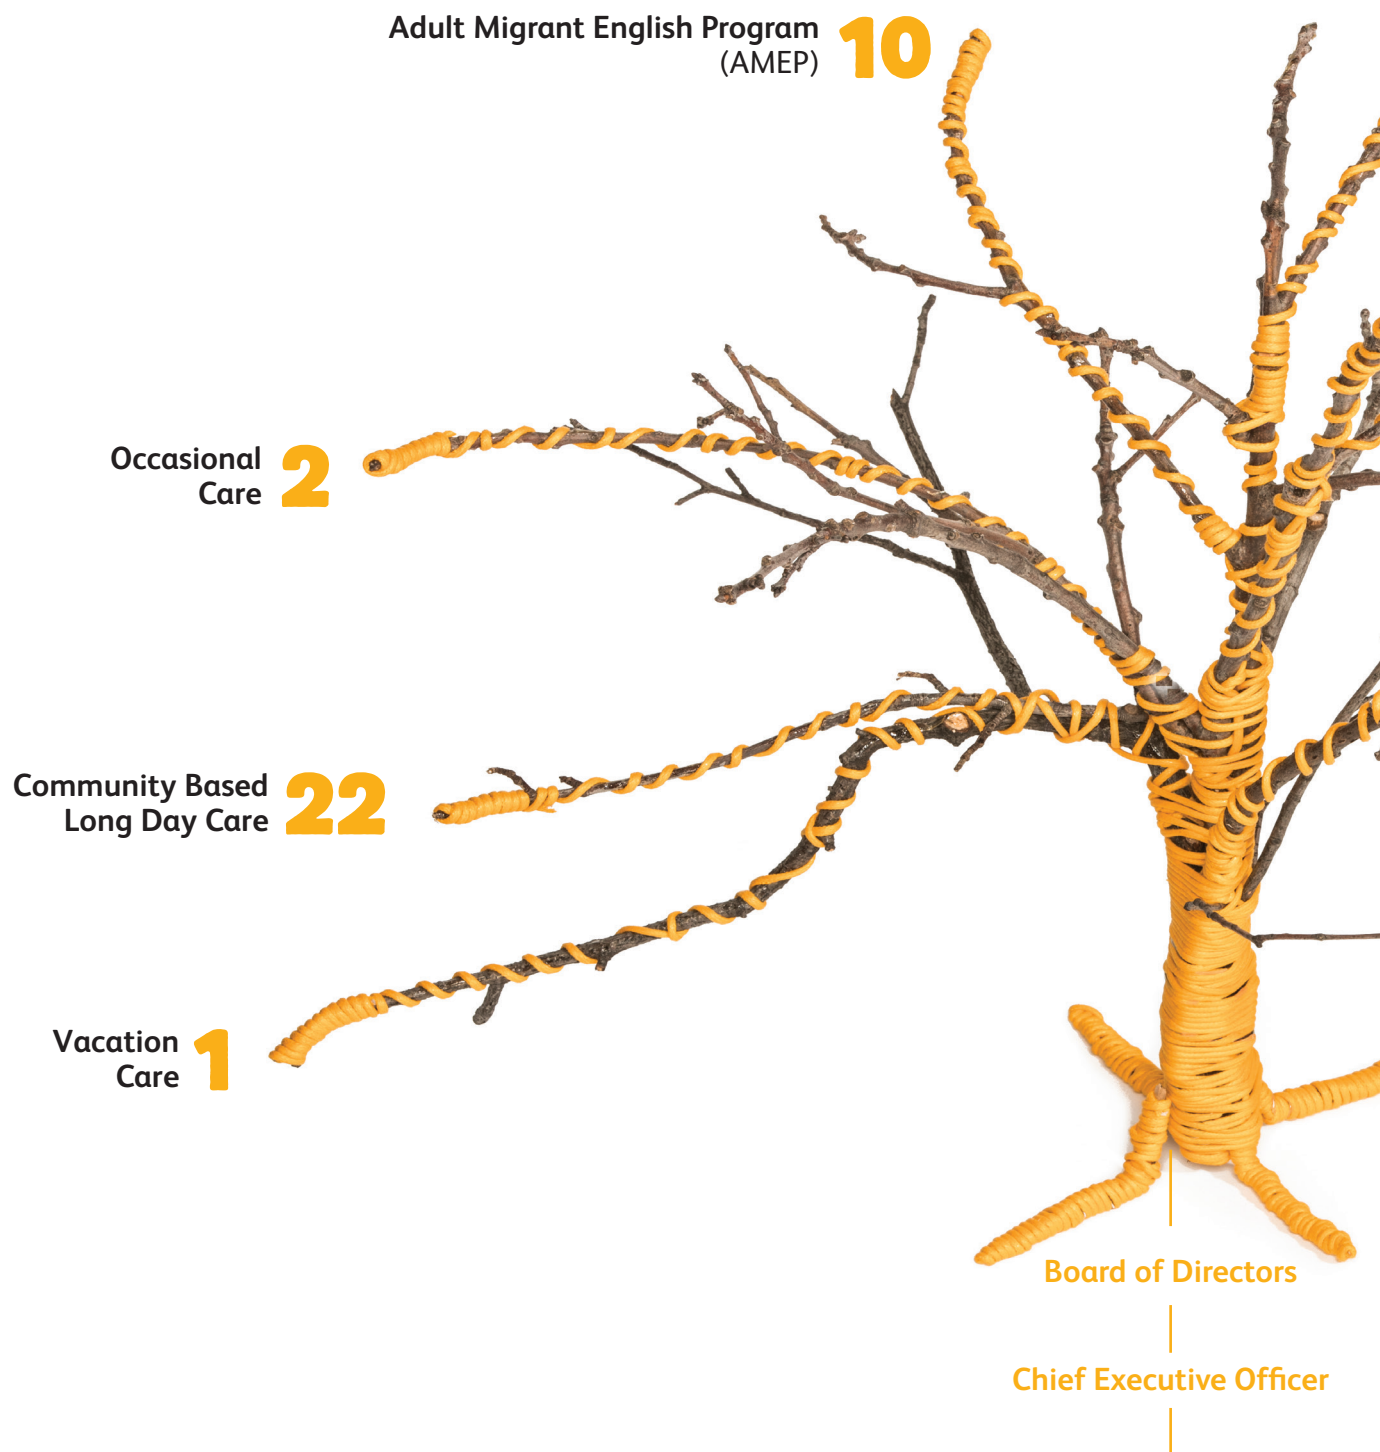 Adult Migrant English Program
(AMEP)
10
Occasional
Care
2
Community Based
Long Day Care
22
Vacation
Care
1
Board of Directors
Chief Executive Officer